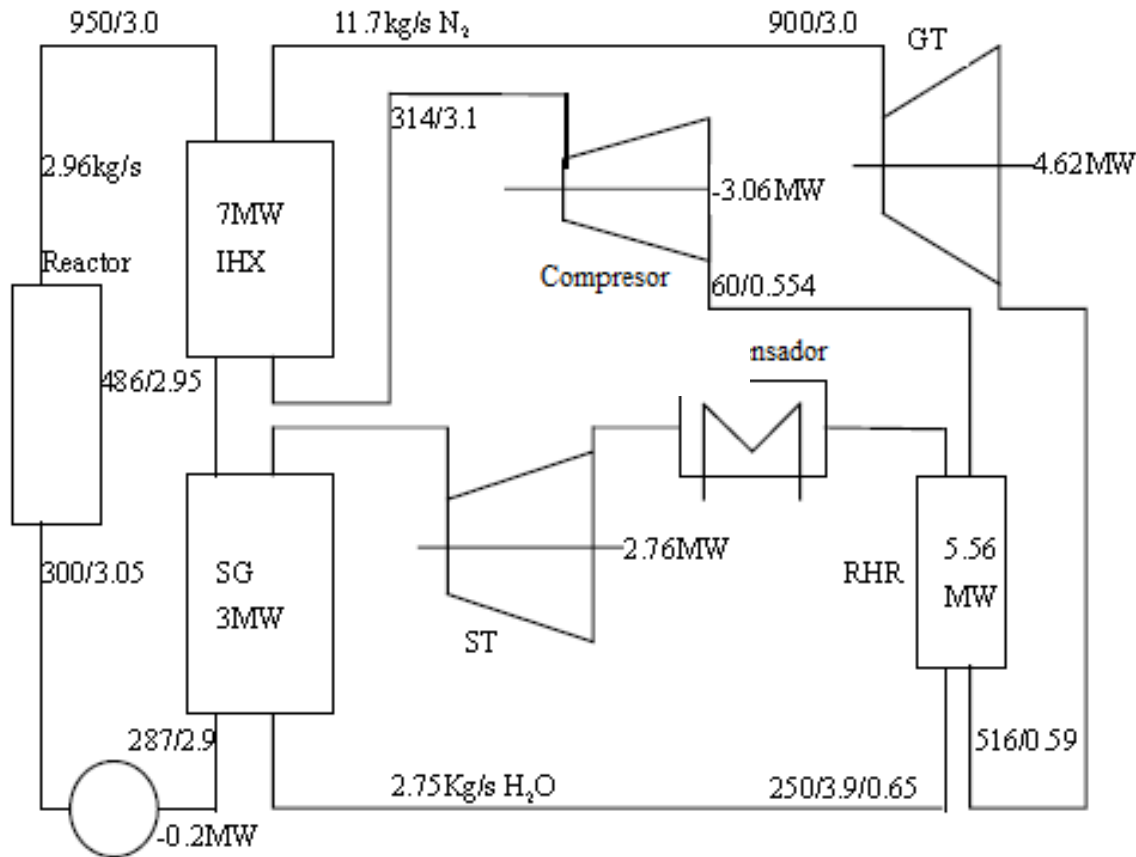 950/3.0
11.7kg/s N₂
900/3.0
GT
314/3.1
2.96kg/s
-3.06MW
4.62MW
7MW
IHX
Reactor
Compresor
60/0.554
486/2.95
nsador
300/3.05
SG
3MW
2.76MW
ST
RHR
5.56
MW
287/2.9
516/0.59
2.75Kg/s H₂O
250/3.9/0.65
-0.2MW